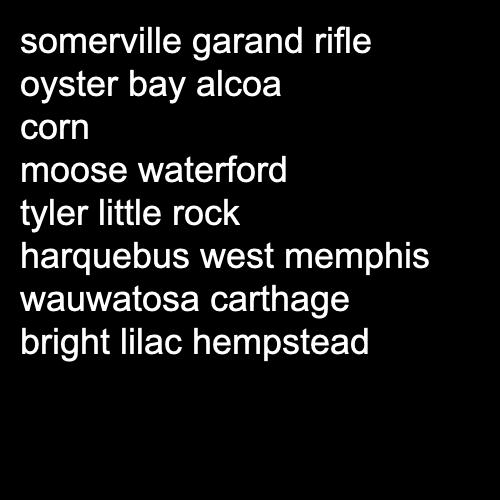 somerville garand rifle
oyster bay alcoa
corn
moose waterford
tyler little rock
harquebus west memphis
wauwatosa carthage
bright lilac hempstead